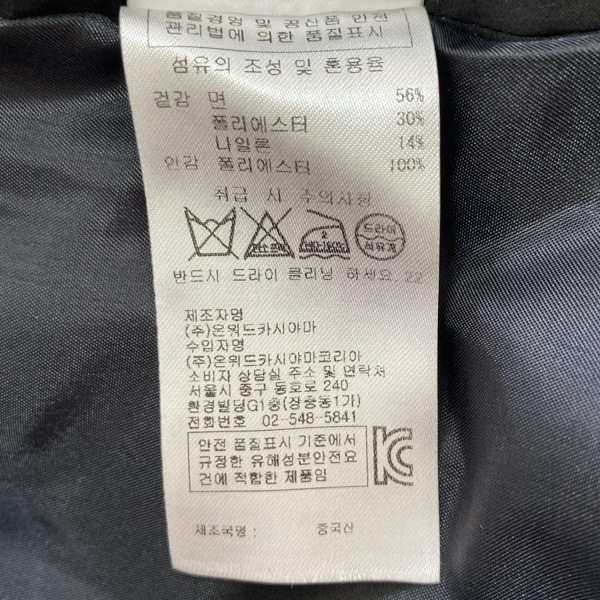 품질경영 및 공산품 안전
관리법에 의한 품질표시
섬유의 조성 및 혼용율
겉감 면 56%
폴리에스터 30%
나일론 14%
안감 폴리에스터 100%
취급 시 주의사항
드라이
석유계
반드시 드라이 클리닝 하세요. 22
제조자명
(주)온워드카시야마
수입자명
(주)온워드카시야마코리아
소비자 상담실 주소 및 연락처
서울시 중구 동호로 240
환경빌딩G1층(장충동1가)
전화번호 02-548-5841
안전 품질표시 기준에서
규정한 유해성분안전요
건에 적합한 제품임
제조국명 : 중국산